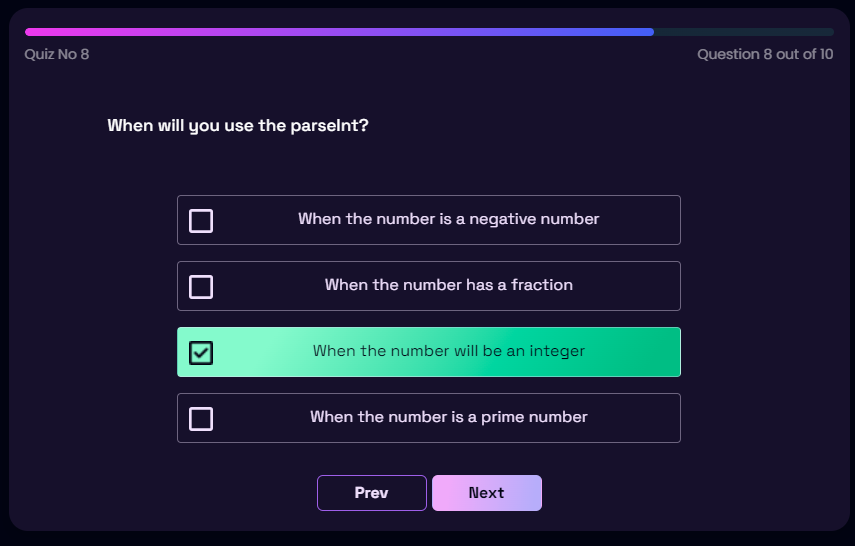 Quiz No 8
Question 8 out of 10
When will you use the parseInt?
When the number is a negative number
When the number has a fraction
When the number will be an integer
When the number is a prime number
Prev
Next